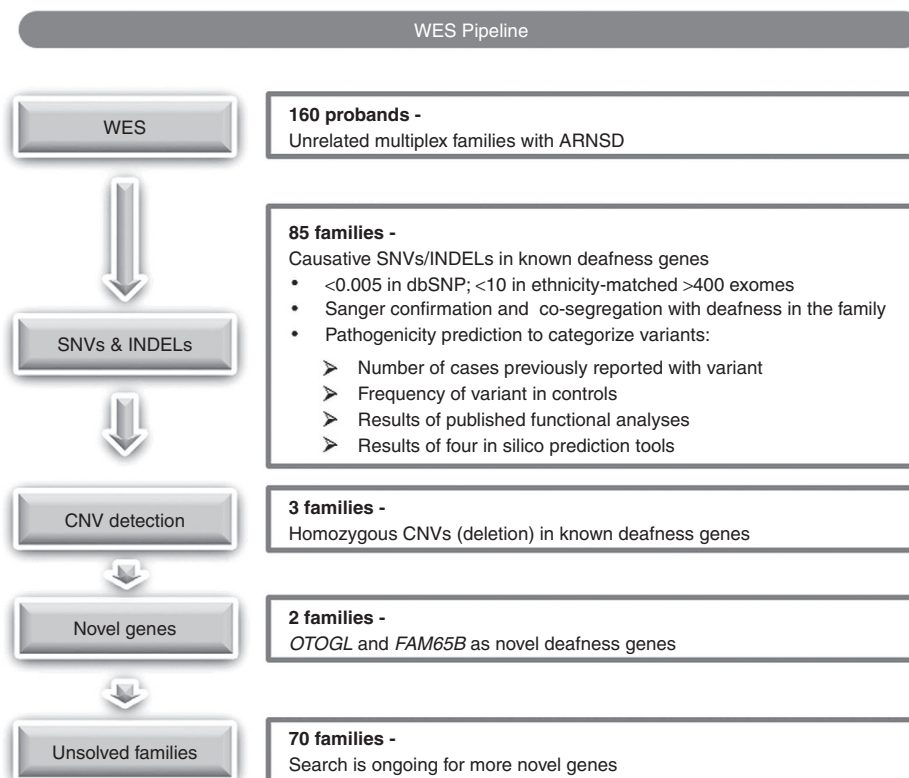 WES Pipeline
WES
160 probands -
Unrelated multiplex families with ARNSD
SNVs & INDELs
85 families -
Causative SNVs/INDELs in known deafness genes
• <0.005 in dbSNP; <10 in ethnicity-matched >400 exomes
• Sanger confirmation and co-segregation with deafness in the family
• Pathogenicity prediction to categorize variants:
➢ Number of cases previously reported with variant
➢ Frequency of variant in controls
➢ Results of published functional analyses
➢ Results of four in silico prediction tools
CNV detection
3 families -
Homozygous CNVs (deletion) in known deafness genes
Novel genes
2 families -
OTOGL and FAM65B as novel deafness genes
Unsolved families
70 families -
Search is ongoing for more novel genes